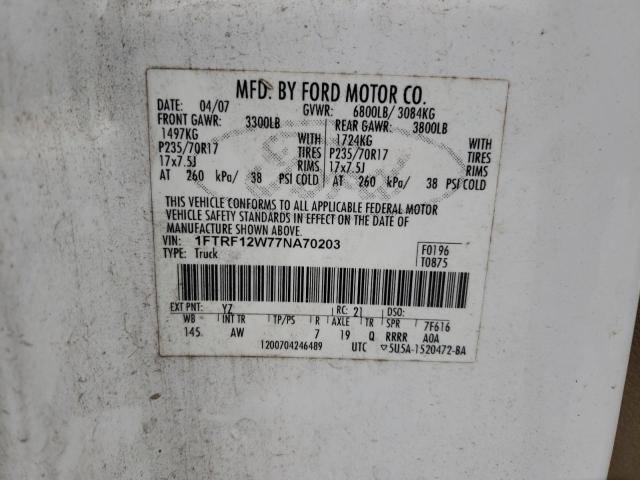 MFD. BY FORD MOTOR CO.
DATE: 04/07 GVWR: 6800LB/ 3084KG
FRONT GAWR: 3300LB REAR GAWR: 3800LB
1497KG WITH 1724KG WITH
P235/70R17 TIRES P235/70R17 TIRES
17x7.5J RIMS 17x7.5J RIMS
AT 260 kPa/ 38 PSI COLD AT 260 kPa/ 38 PSI COLD
THIS VEHICLE CONFORMS TO ALL APPLICABLE FEDERAL MOTOR
VEHICLE SAFETY STANDARDS IN EFFECT ON THE DATE OF
MANUFACTURE SHOWN ABOVE.
VIN: 1FTRF12W77NA70203 F0196
TYPE: Truck T0875
EXT PNT: YZ RC: 21 DSO:
WB INT TR TP/PS R AXLE TR SPR 7F616
145 AW 7 19 Q RRRR A0A
1200704246489 UTC ▽5U5A-1520472-BA